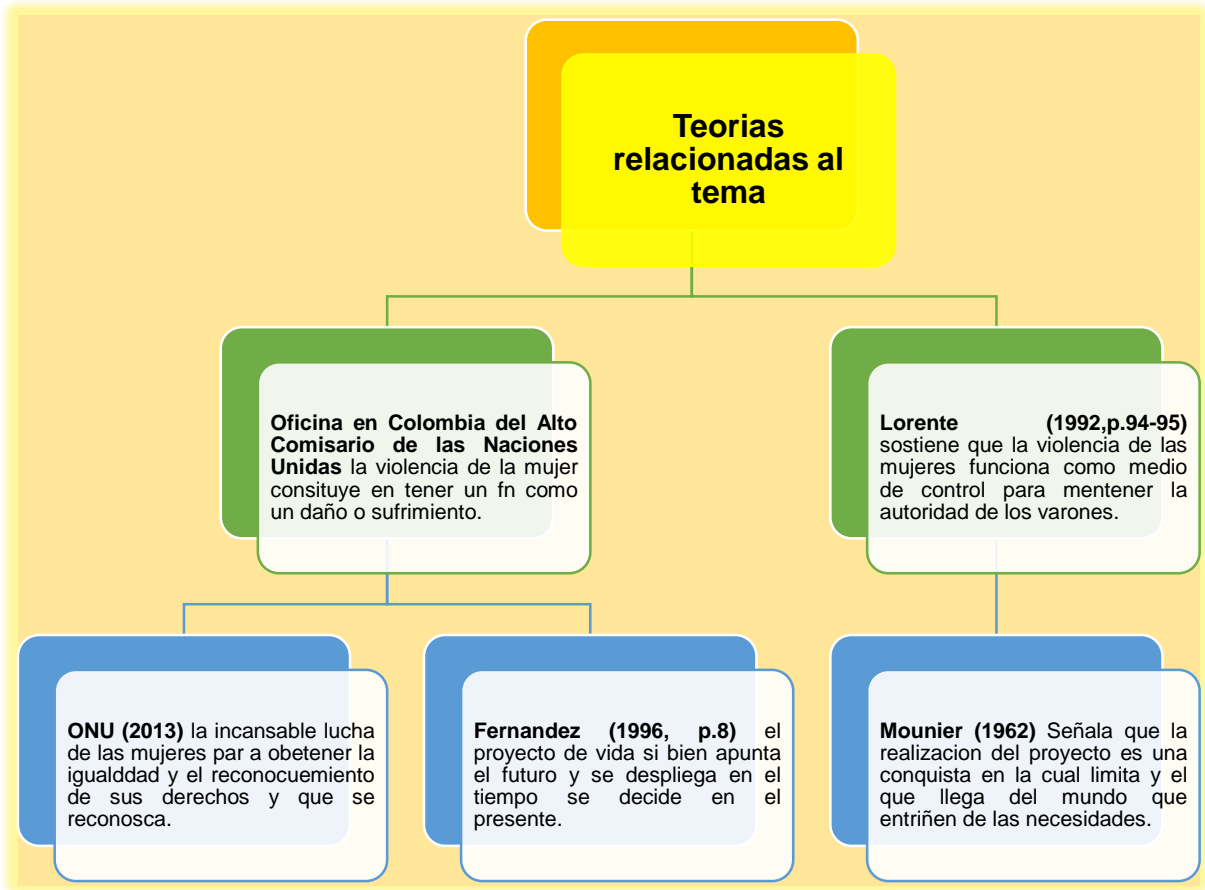 Teorias
relacionadas al
tema
Oficina en Colombia del Alto
Comisario de las Naciones
Unidas la violencia de la mujer
consituye en tener un fn como
un daño o sufrimiento.
Lorente (1992,p.94-95)
sostiene que la violencia de las
mujeres funciona como medio
de control para mentener la
autoridad de los varones.
ONU (2013) la incansable lucha
de las mujeres par a obetener la
igualddad y el reconocuemiento
de sus derechos y que se
reconosca.
Fernandez (1996, p.8) el
proyecto de vida si bien apunta
el futuro y se despliega en el
tiempo se decide en el
presente.
Mounier (1962) Señala que la
realizacion del proyecto es una
conquista en la cual limita y el
que llega del mundo que
entriñen de las necesidades.